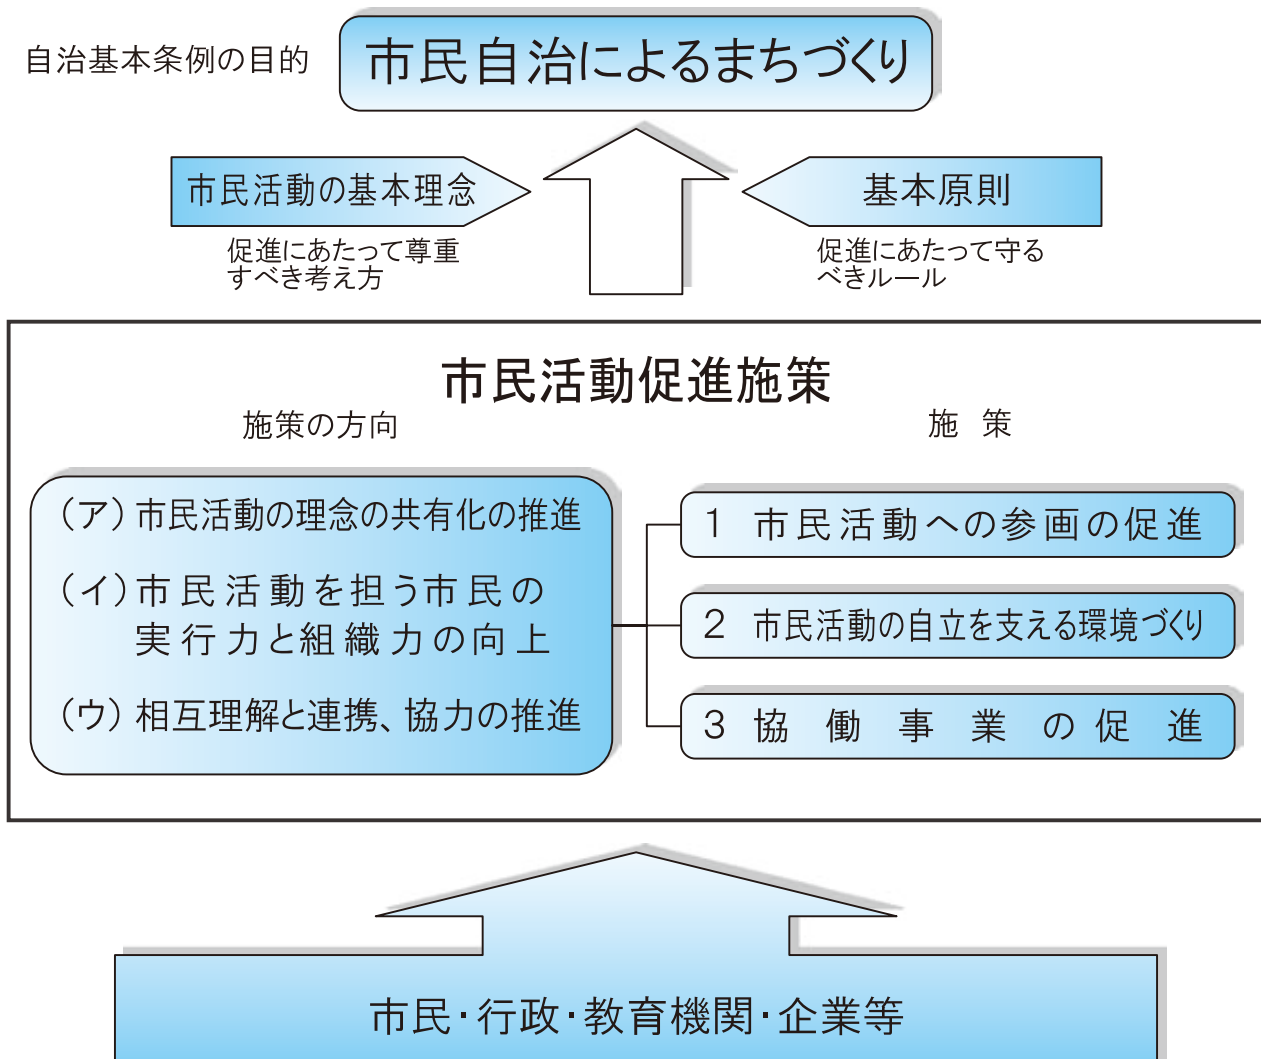 自治基本条例の目的
市民自治によるまちづくり
市民活動の基本理念
促進にあたって尊重
すべき考え方
基本原則
促進にあたって守る
べきルール
市民活動促進施策
施策の方向
(ア)市民活動の理念の共有化の推進
(イ)市民活動を担う市民の
実行力と組織力の向上
(ウ)相互理解と連携、協力の推進
施策
1 市民活動への参画の促進
2 市民活動の自立を支える環境づくり
3 協働事業の促進
市民・行政・教育機関・企業等